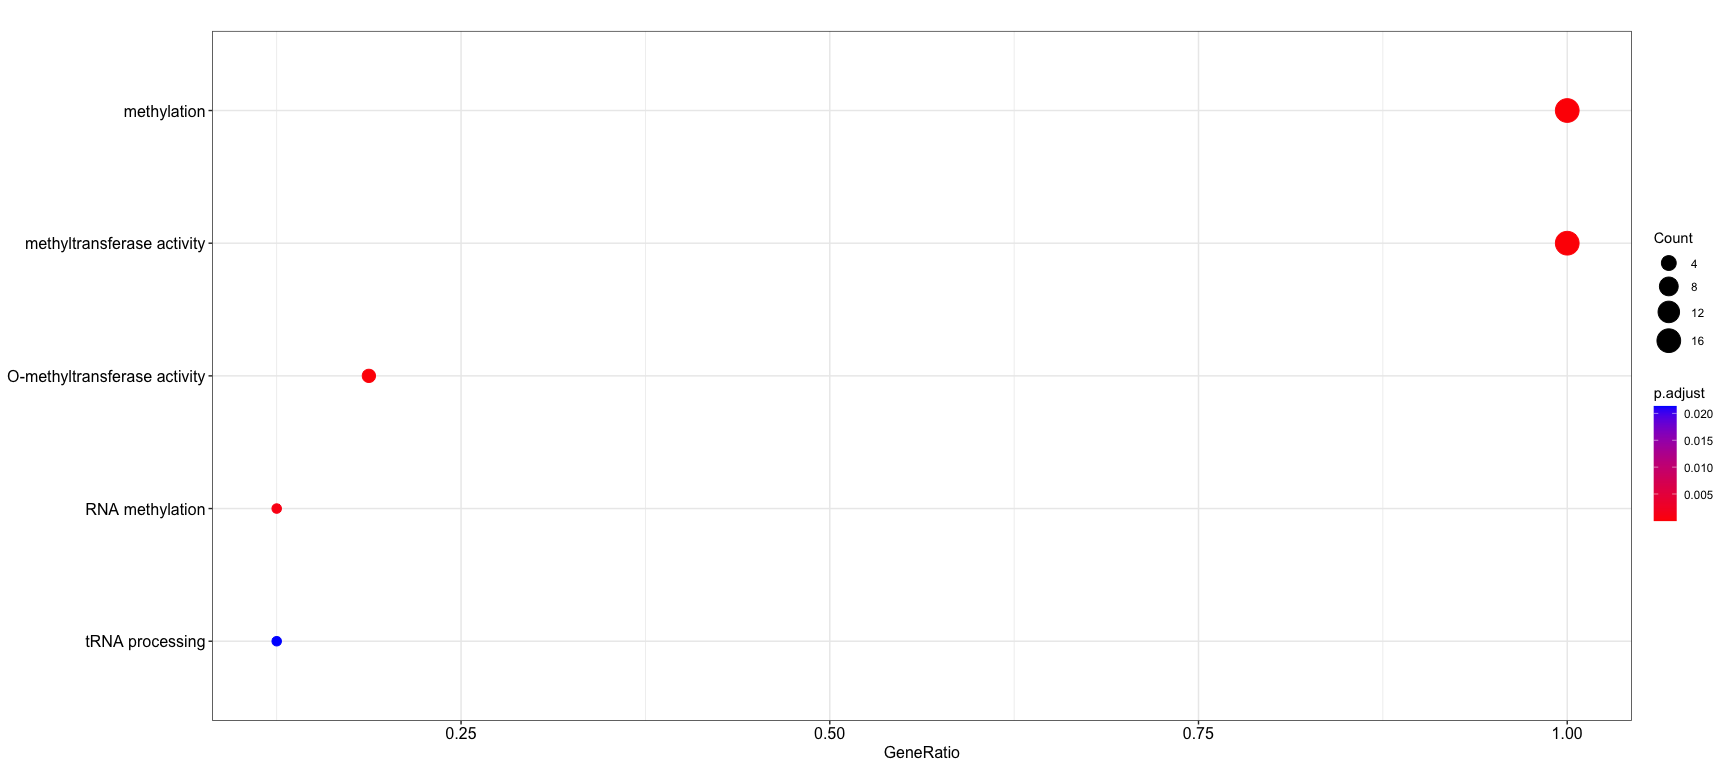 methylation
methyltransferase activity
O-methyltransferase activity
RNA methylation
tRNA processing
0.25
0.50
0.75
1.00
GeneRatio
Count
4
8
12
16
p.adjust
0.020
0.015
0.010
0.005